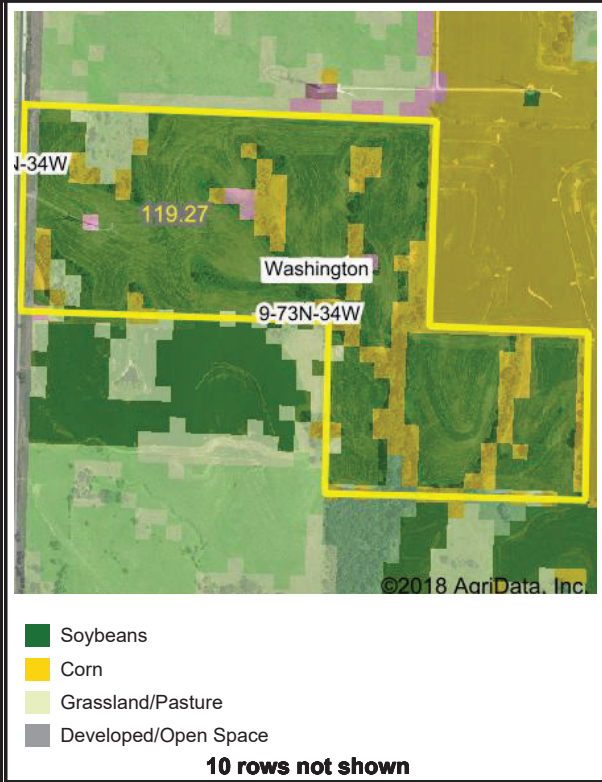 N-34W
119.27
Washington
9-73N-34W
©2018 AgriData, Inc.
Soybeans
Corn
Grassland/Pasture
Developed/Open Space
10 rows not shown